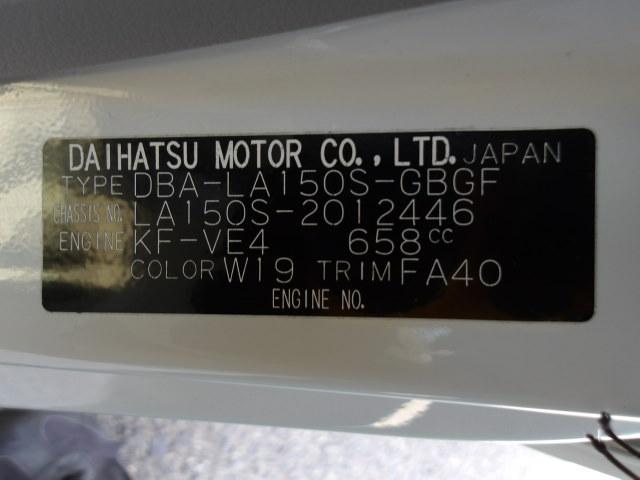 DAIHATSU MOTOR CO., LTD. JAPAN
TYPE DBA-LA150S-GBGF
CHASSIS NO. LA150S-2012446
ENGINE KF-VE4 658cc
COLOR W19 TRIM FA40
ENGINE NO.